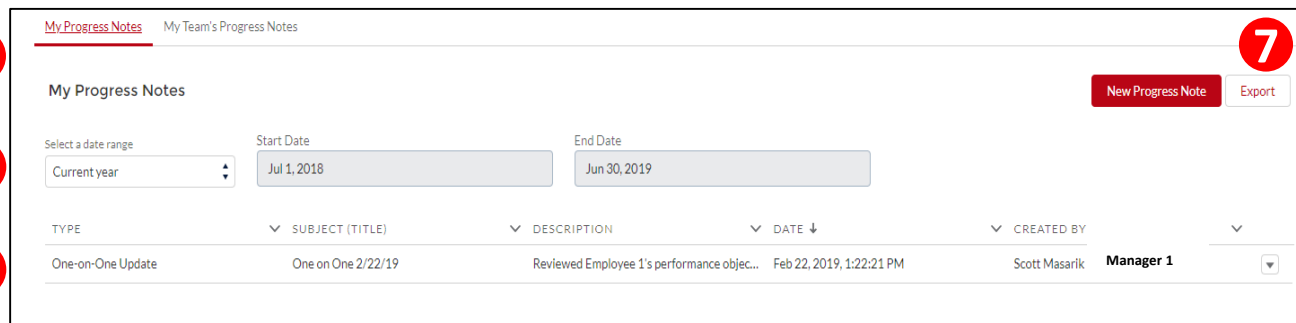 My Progress Notes My Team's Progress Notes
7
My Progress Notes New Progress Note Export
Select a date range Start Date End Date
Current year Jul 1, 2018 Jun 30, 2019
TYPE SUBJECT (TITLE) DESCRIPTION DATE CREATED BY
One-on-One Update One on One 2/22/19 Reviewed Employee 1's performance objec... Feb 22, 2019, 1:22:21 PM Scott Masarik Manager 1